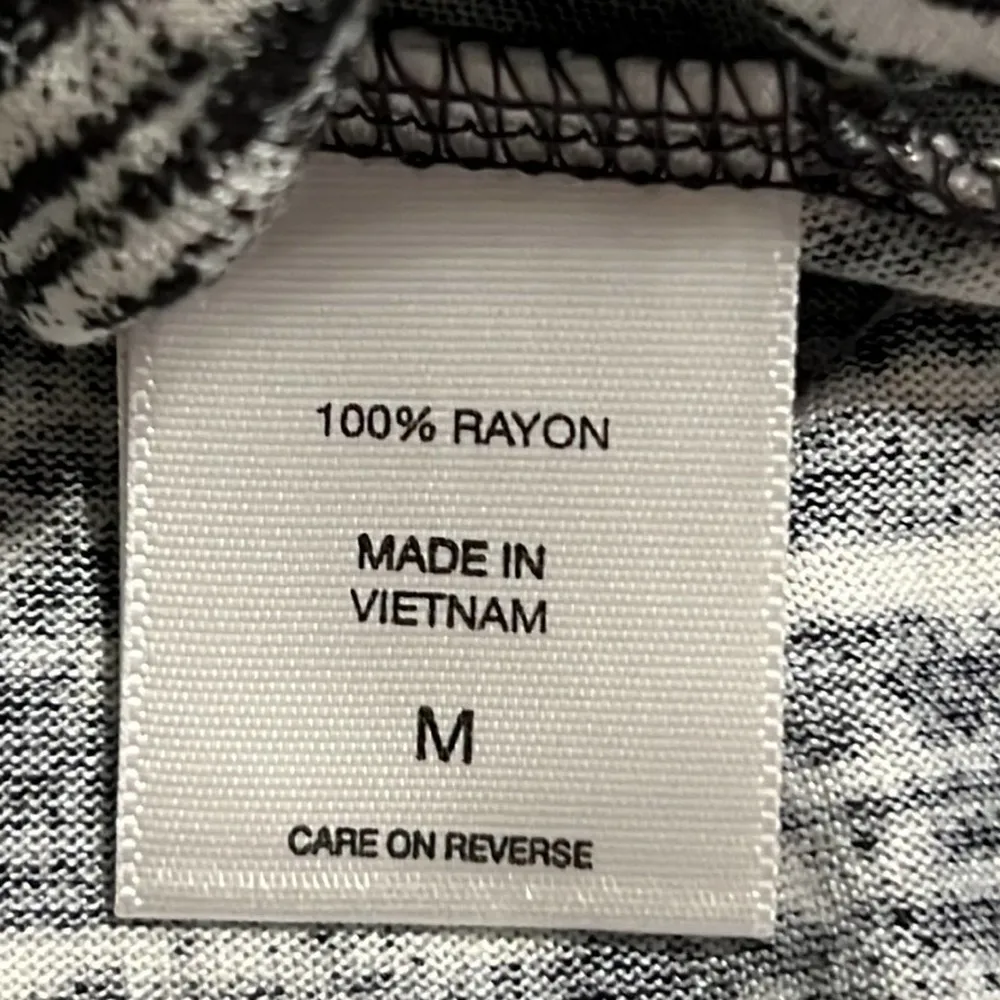 100% RAYON
MADE IN
VIETNAM
M
CARE ON REVERSE